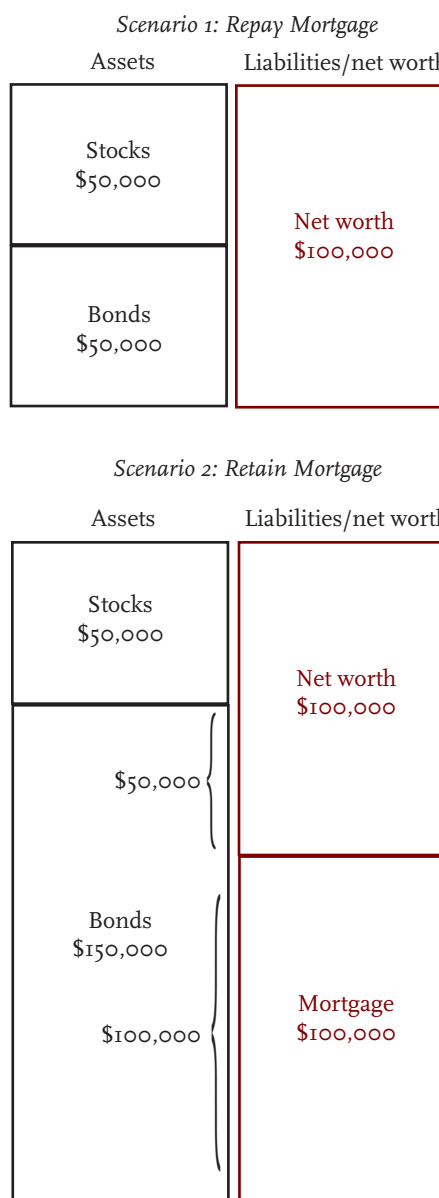 Scenario 1: Repay Mortgage
Assets Liabilities/net worth
Stocks
$50,000
Net worth
$100,000
Bonds
$50,000
Scenario 2: Retain Mortgage
Assets Liabilities/net worth
Stocks
$50,000
Net worth
$100,000
$50,000
Bonds
$150,000
Mortgage
$100,000
$100,000